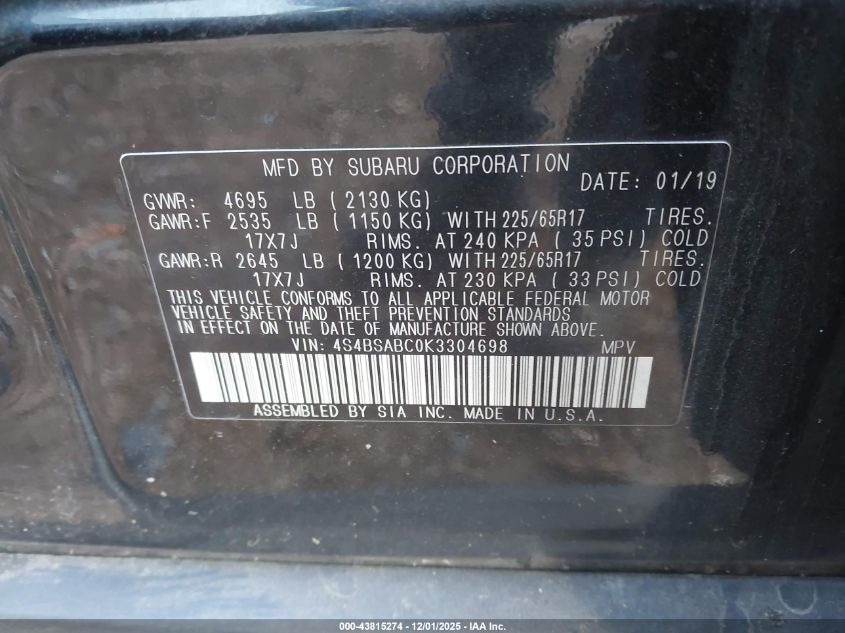 MFD BY SUBARU CORPORATION
DATE: 01/19
GVWR: 4695 LB ( 2130 KG)
GAWR:F 2535 LB ( 1150 KG) WITH 225/65R17 TIRES.
17X7J RIMS. AT 240 KPA ( 35 PSI) COLD
GAWR:R 2645 LB ( 1200 KG) WITH 225/65R17 TIRES.
17X7J RIMS. AT 230 KPA ( 33 PSI) COLD
THIS VEHICLE CONFORMS TO ALL APPLICABLE FEDERAL MOTOR
VEHICLE SAFETY AND THEFT PREVENTION STANDARDS
IN EFFECT ON THE DATE OF MANUFACTURE SHOWN ABOVE.
VIN: 4S4BSABC0K3304698 MPV
ASSEMBLED BY SIA INC. MADE IN U.S.A.
000-43815274 - 12/01/2025 - IAA Inc.